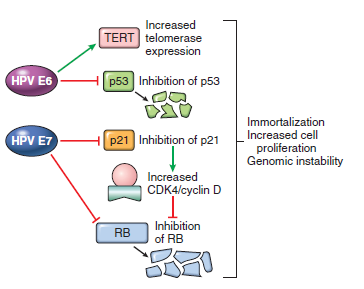 Increased
TERT telomerase
expression
HPV E6
p53 Inhibition of p53
HPV E7
p21 Inhibition of p21
Increased
CDK4/cyclin D
RB
Inhibition
of RB
Immortalization
Increased cell
proliferation
Genomic instability